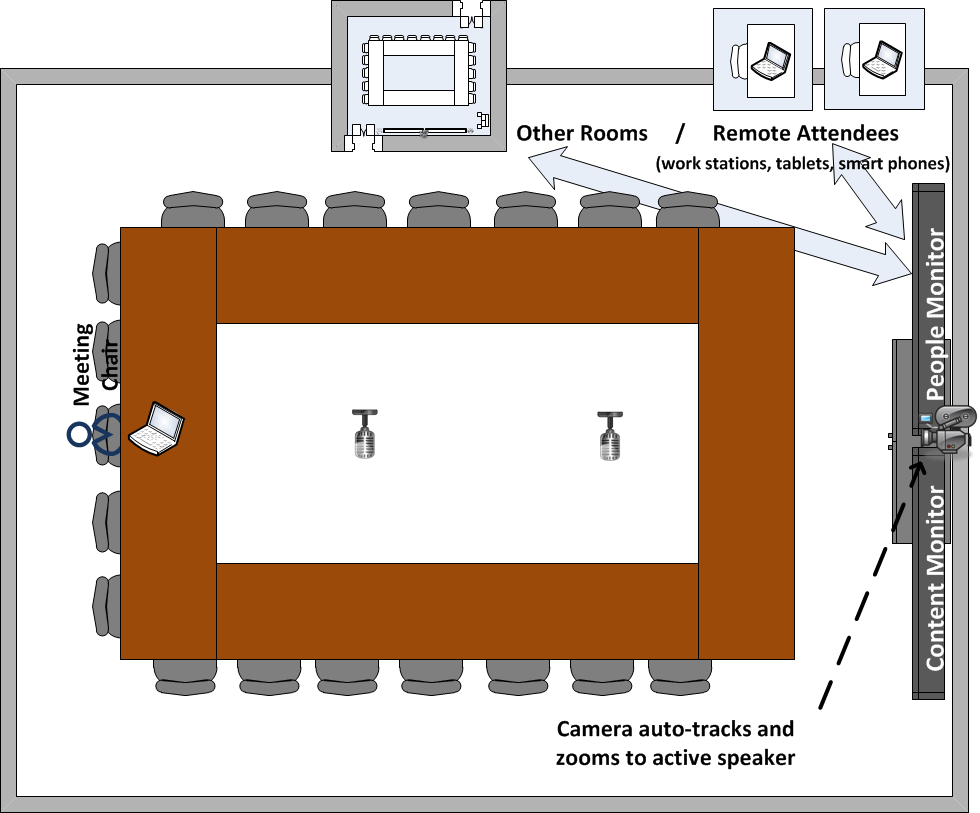 Other Rooms / Remote Attendees
(work stations, tablets, smart phones)
People Monitor
Meeting
Chair
Content Monitor
Camera auto-tracks and
zooms to active speaker